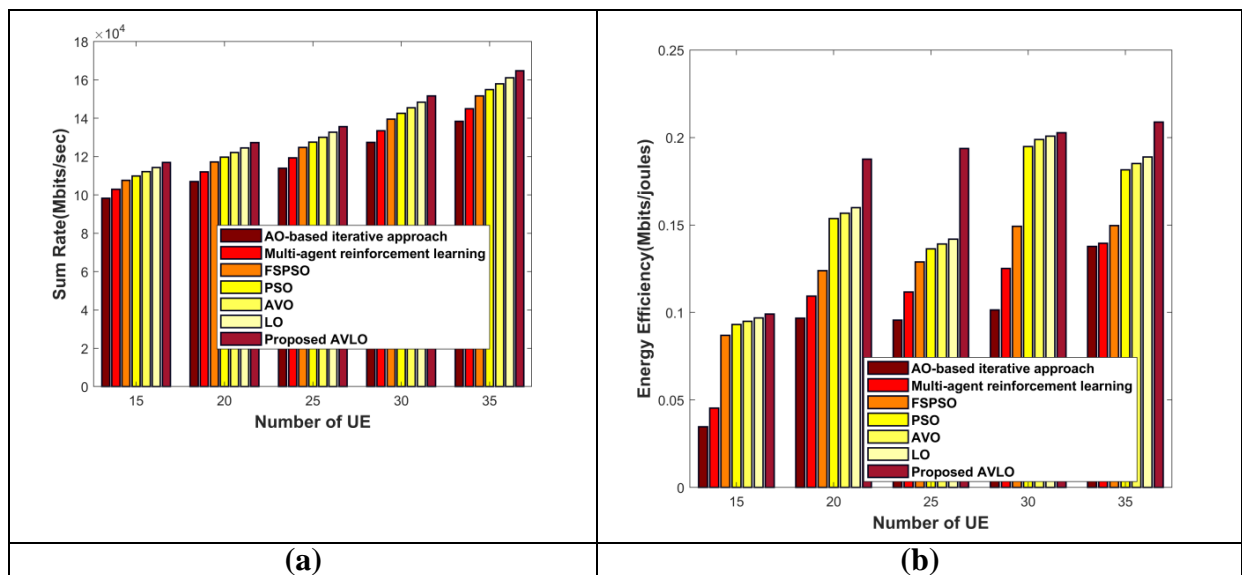 ×10⁴
18
16
14
12
10
8
6
4
2
0
Sum Rate(Mbits/sec)
AO-based iterative approach
Multi-agent reinforcement learning
FSPSO
PSO
AVO
LO
Proposed AVLO
15 20 25 30 35
Number of UE
(a)
0.25
0.2
0.15
0.1
0.05
0
Energy Efficiency(Mbits/joules)
AO-based iterative approach
Multi-agent reinforcement learning
FSPSO
PSO
AVO
LO
Proposed AVLO
15 20 25 30 35
Number of UE
(b)